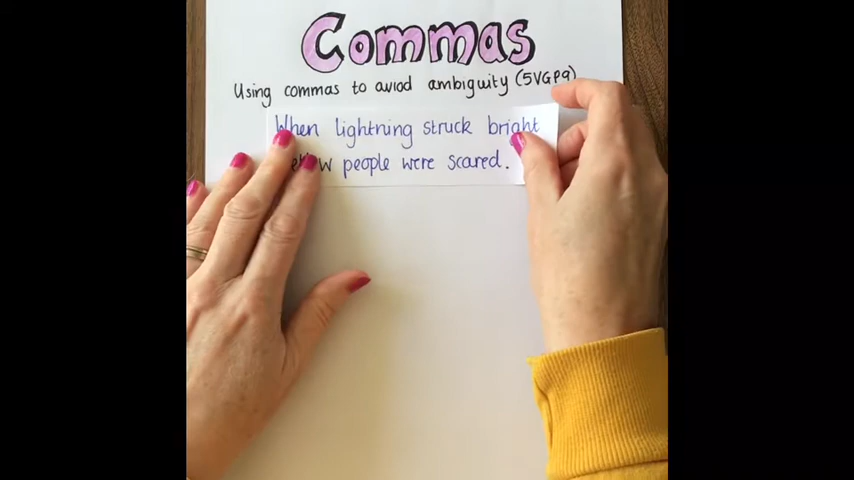 Commas
Using commas to aviod ambiguity (5VGP9)
When lightning struck bright
people were scared.